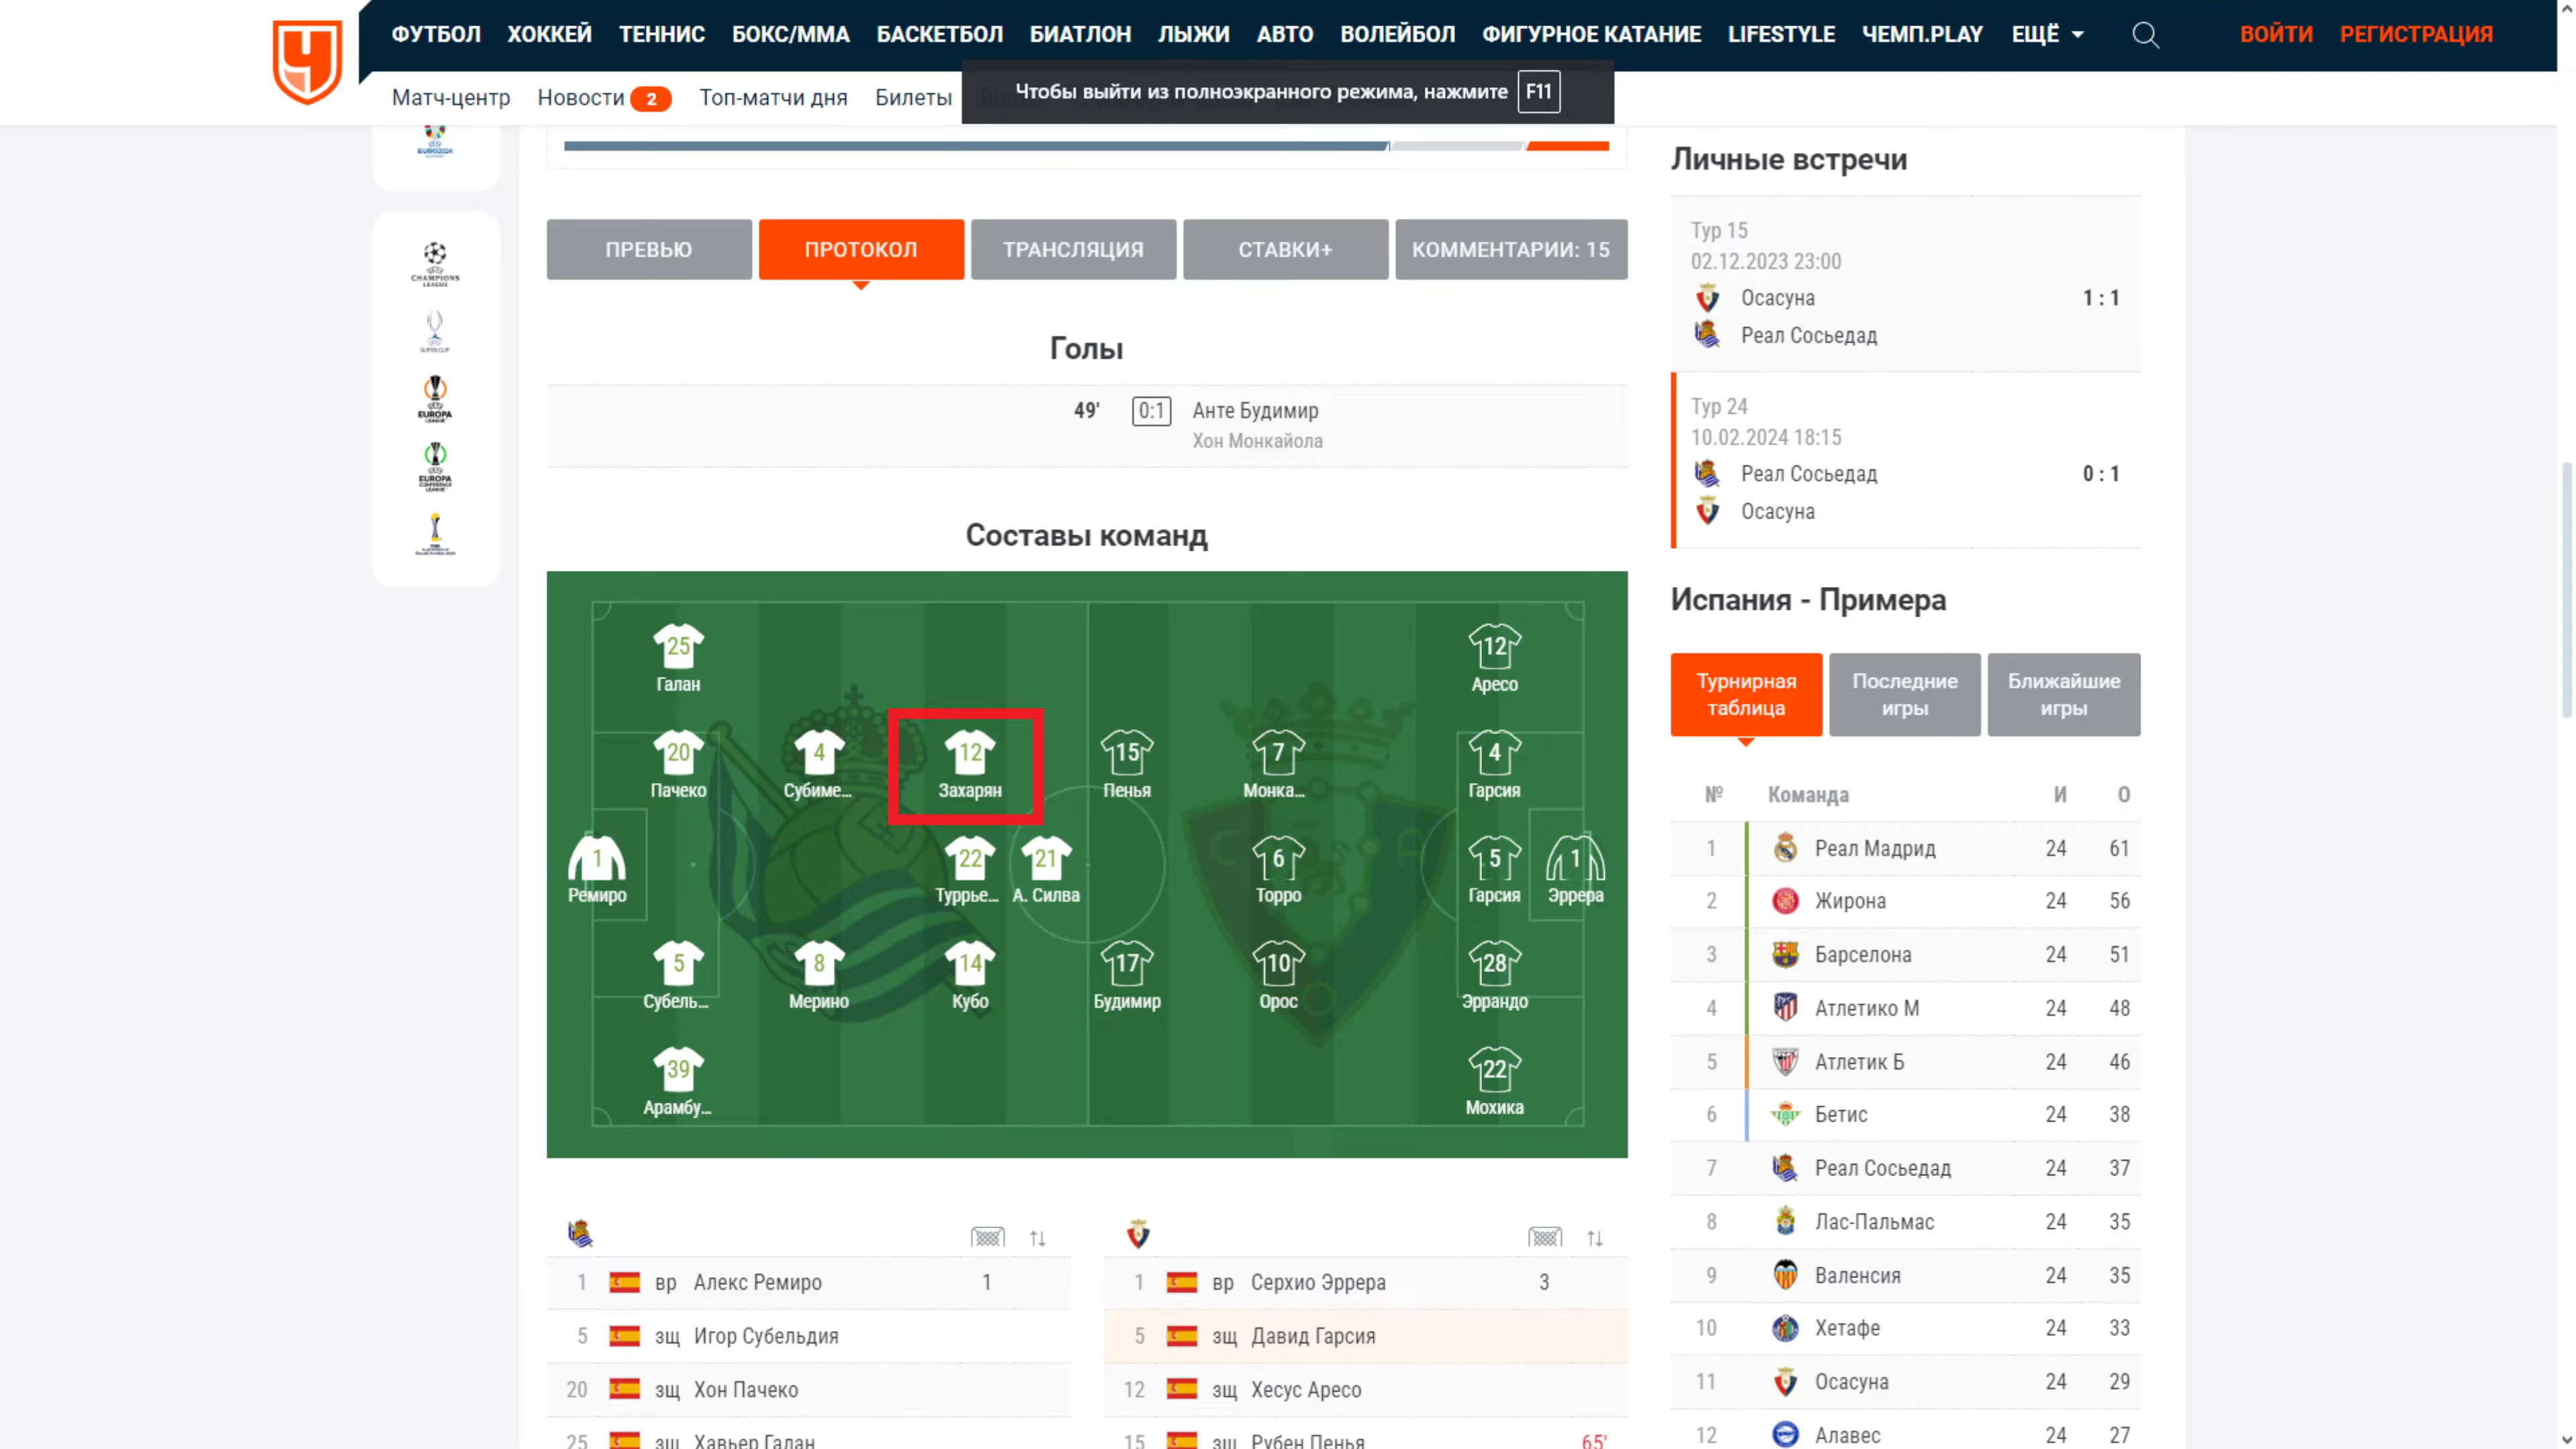 ФУТБОЛ ХОККЕЙ ТЕННИС БОКС/ММА БАСКЕТБОЛ БИАТЛОН ЛЫЖИ АВТО ВОЛЕЙБОЛ ФИГУРНОЕ КАТАНИЕ LIFESTYLE ЧЕМП.PLAY ЕЩЁ ВОЙТИ РЕГИСТРАЦИЯ
Матч-центр Новости 2 Топ-матчи дня Билеты
Чтобы выйти из полноэкранного режима, нажмите F11
CHAMPIONS LEAGUE
SUPER CUP
EUROPA LEAGUE
EUROPA CONFERENCE LEAGUE
ПРЕВЬЮ ПРОТОКОЛ ТРАНСЛЯЦИЯ СТАВКИ+ КОММЕНТАРИИ: 15
Голы
49' 0:1 Анте Будимир
Хон Монкайола
Составы команд
25 12
Галан Аресо
20 4 12 15 7 4
Пачеко Субиме... Захарян Пенья Монка... Гарсия
1 22 21 6 5 1
Ремиро Туррье... А. Силва Торро Гарсия Эррера
5 8 14 17 10 28
Субель... Мерино Кубо Будимир Орос Эррандо
39 22
Арамбу... Мохика
1 вр Алекс Ремиро 1
5 зщ Игор Субельдия
20 зщ Хон Пачеко
25 зщ Хавьер Галан
1 вр Серхио Эррера 3
5 зщ Давид Гарсия
12 зщ Хесус Аресо
15 зщ Рубен Пенья 65'
Личные встречи
Тур 15
02.12.2023 23:00
Осасуна 1 : 1
Реал Сосьедад
Тур 24
10.02.2024 18:15
Реал Сосьедад 0 : 1
Осасуна
Испания - Примера
Турнирная таблица
Последние игры
Ближайшие игры
№ Команда И О
1 Реал Мадрид 24 61
2 Жирона 24 56
3 Барселона 24 51
4 Атлетико М 24 48
5 Атлетик Б 24 46
6 Бетис 24 38
7 Реал Сосьедад 24 37
8 Лас-Пальмас 24 35
9 Валенсия 24 35
10 Хетафе 24 33
11 Осасуна 24 29
12 Алавес 24 27